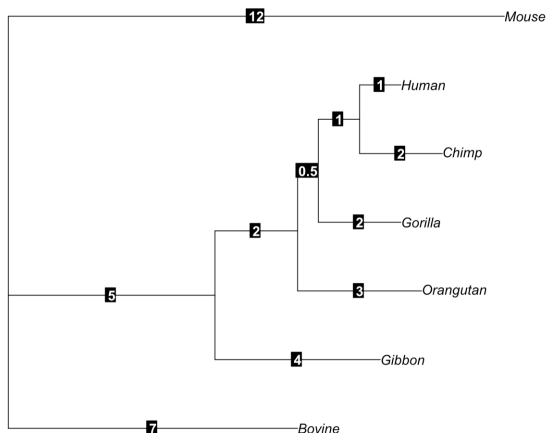 12 Mouse
1 Human
1
2 Chimp
0.5
2 Gorilla
2
3 Orangutan
5
4 Gibbon
7 Bovine